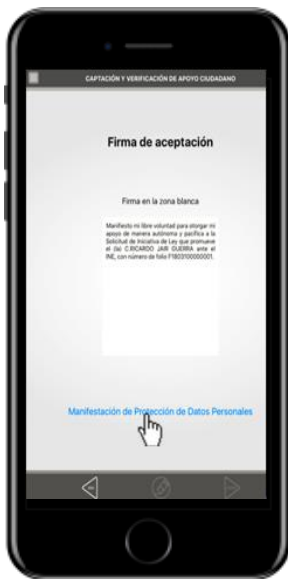 CAPTACIÓN Y VERIFICACIÓN DE APOYO CIUDADANO
Firma de aceptación
Firma en la zona blanca
Manifiesto mi libre voluntad para otorgar mi
apoyo de manera autónoma y pacífica a la
Solicitud de Iniciativa de Ley que promueve
el (la) C.RICARDO JAIR GUERRA ante el
INE, con número de folio F1803100000001.
Manifestación de Protección de Datos Personales